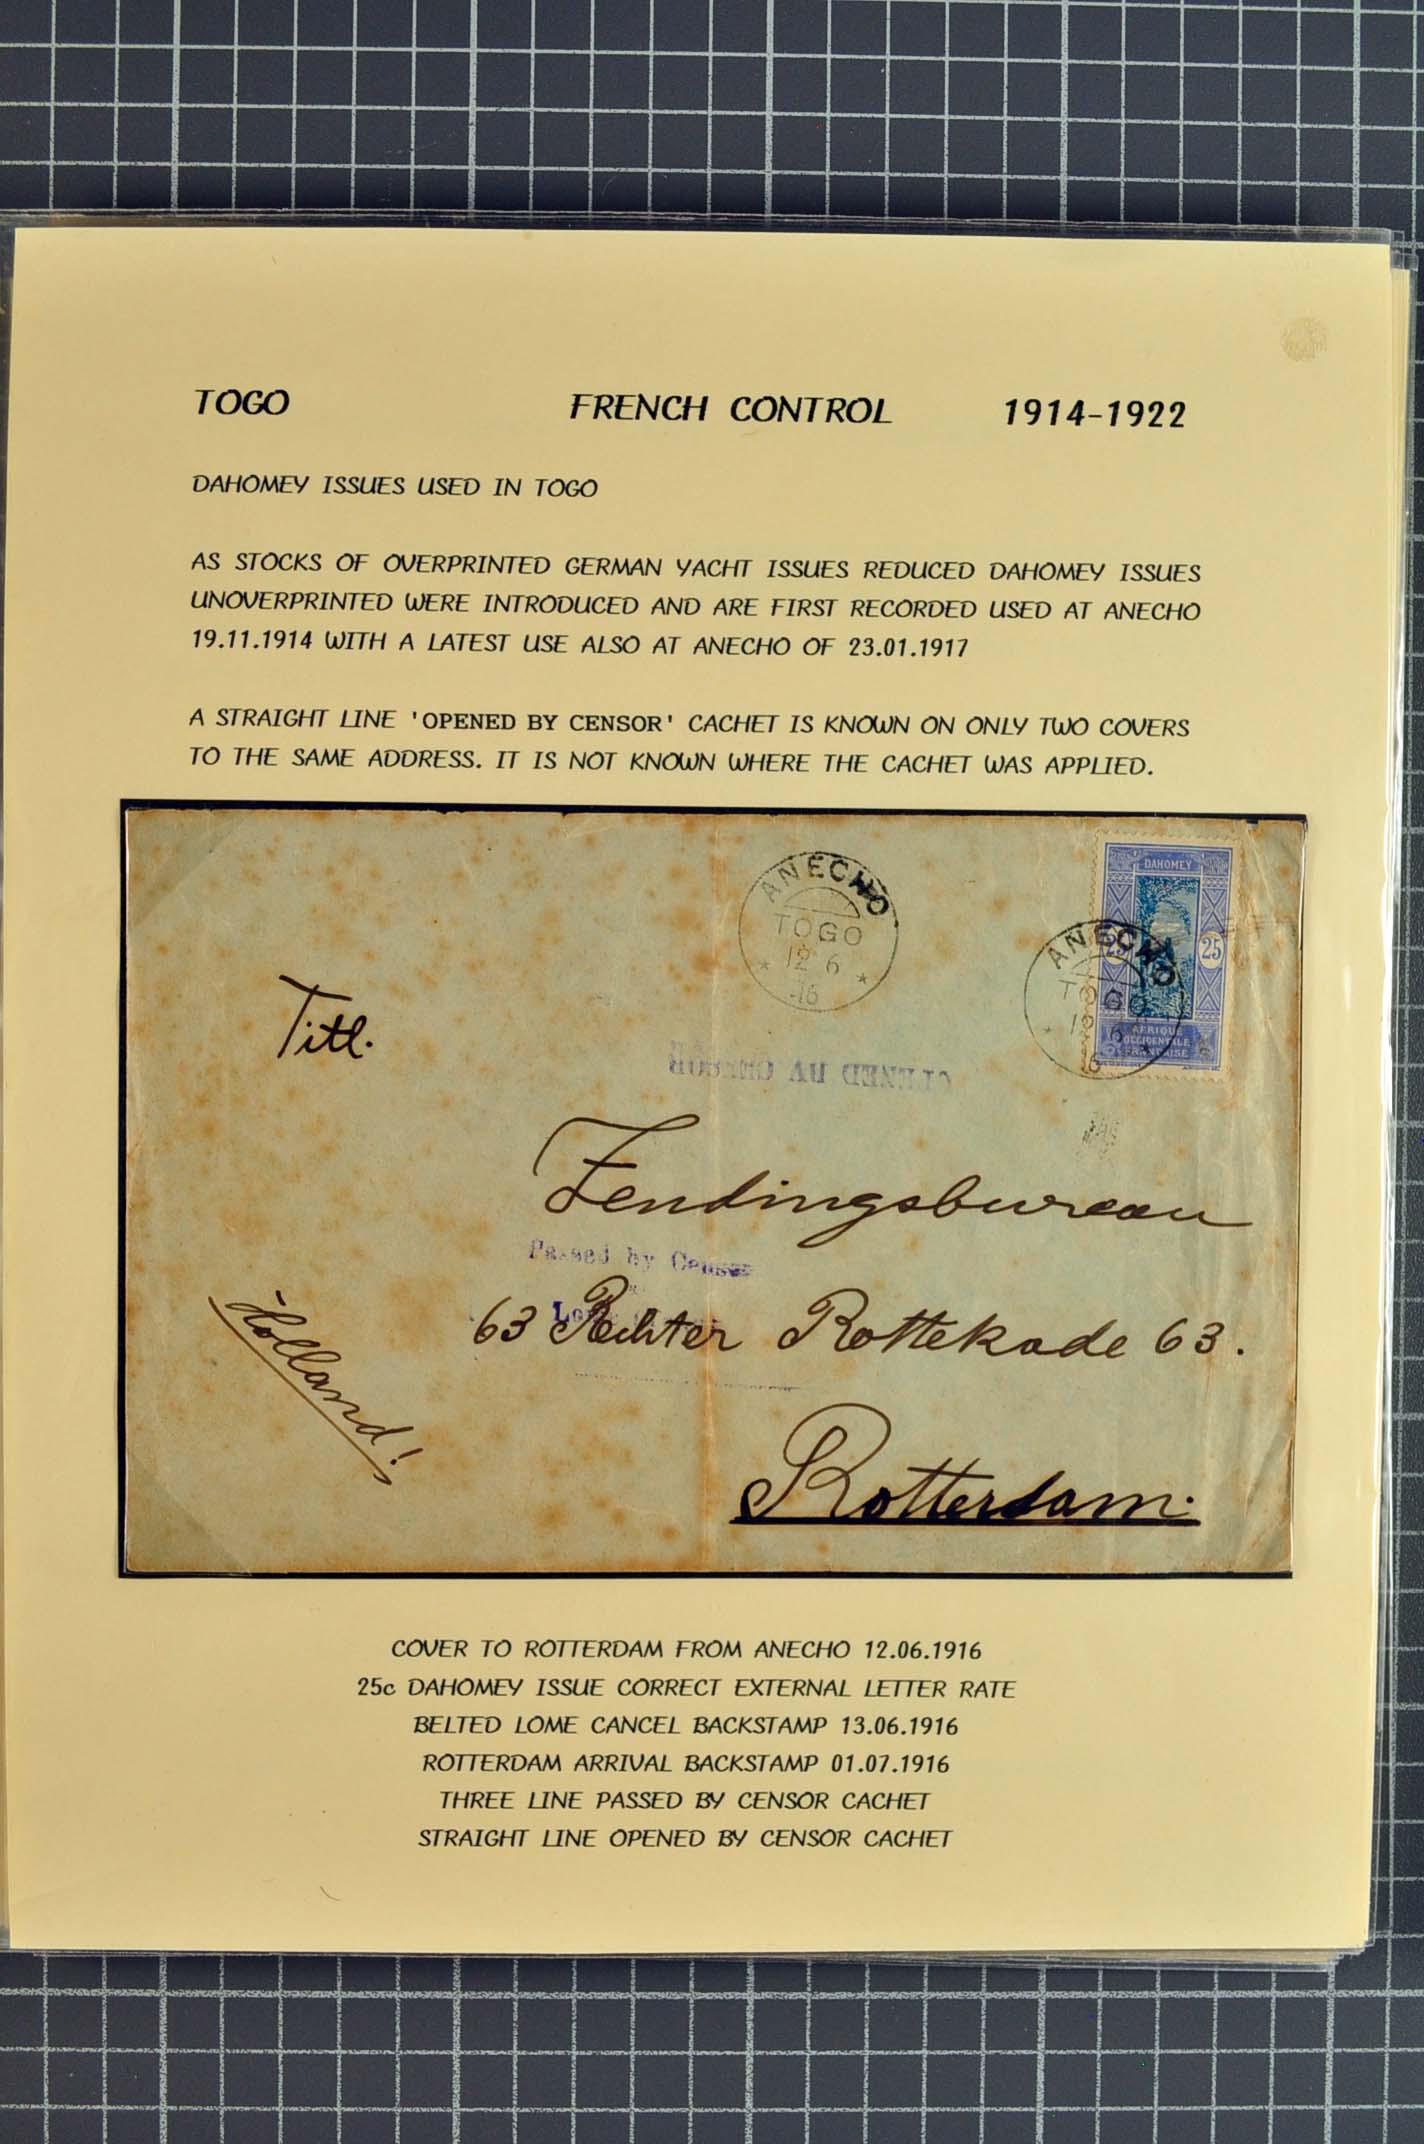 TOGO FRENCH CONTROL 1914-1922
DAHOMEY ISSUES USED IN TOGO
AS STOCKS OF OVERPRINTED GERMAN YACHT ISSUES REDUCED DAHOMEY ISSUES
UNOVERPRINTED WERE INTRODUCED AND ARE FIRST RECORDED USED AT ANECHO
19.11.1914 WITH A LATEST USE ALSO AT ANECHO OF 23.01.1917
A STRAIGHT LINE 'OPENED BY CENSOR' CACHET IS KNOWN ON ONLY TWO COVERS
TO THE SAME ADDRESS. IT IS NOT KNOWN WHERE THE CACHET WAS APPLIED.
ANECHO
TOGO
12 6
16
DAHOMEY
25 25
AFRIQUE
OCCIDENTALE
FRANÇAISE
ANECHO
TOGO
6
Titl.
OPENED BY CENSOR
Zendingsbureau
Passed by Censor
63 Rechter Rottekade 63.
Holland!
Rotterdam.
COVER TO ROTTERDAM FROM ANECHO 12.06.1916
25c DAHOMEY ISSUE CORRECT EXTERNAL LETTER RATE
BELTED LOME CANCEL BACKSTAMP 13.06.1916
ROTTERDAM ARRIVAL BACKSTAMP 01.07.1916
THREE LINE PASSED BY CENSOR CACHET
STRAIGHT LINE OPENED BY CENSOR CACHET